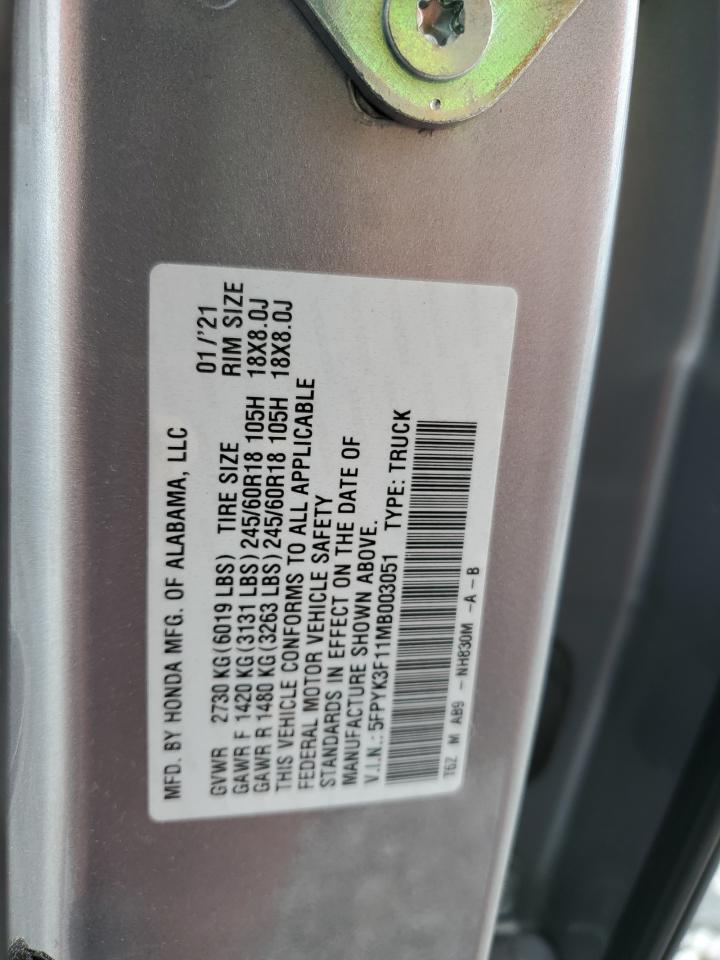 MFD. BY HONDA MFG. OF ALABAMA, LLC 01/'21
GVWR 2730 KG(6019 LBS) TIRE SIZE RIM SIZE
GAWR F 1420 KG(3131 LBS) 245/60R18 105H 18X8.0J
GAWR R 1480 KG(3263 LBS) 245/60R18 105H 18X8.0J
THIS VEHICLE CONFORMS TO ALL APPLICABLE
FEDERAL MOTOR VEHICLE SAFETY
STANDARDS IN EFFECT ON THE DATE OF
MANUFACTURE SHOWN ABOVE.
V.I.N.:5FPYK3F11MB003051 TYPE: TRUCK
T6Z M AB9 - NH830M -A - B